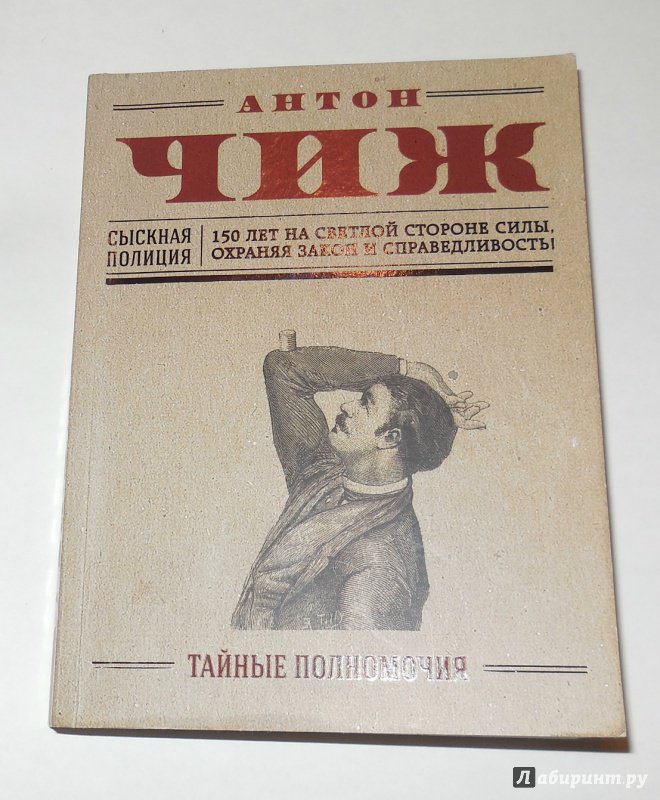 АНТОН
ЧИЖ
СЫСКНАЯ ПОЛИЦИЯ
150 ЛЕТ НА СВЕТЛОЙ СТОРОНЕ СИЛЫ,
ОХРАНЯЯ ЗАКОН И СПРАВЕДЛИВОСТЬ!
ТАЙНЫЕ ПОЛНОМОЧИЯ
Лабиринт.ру